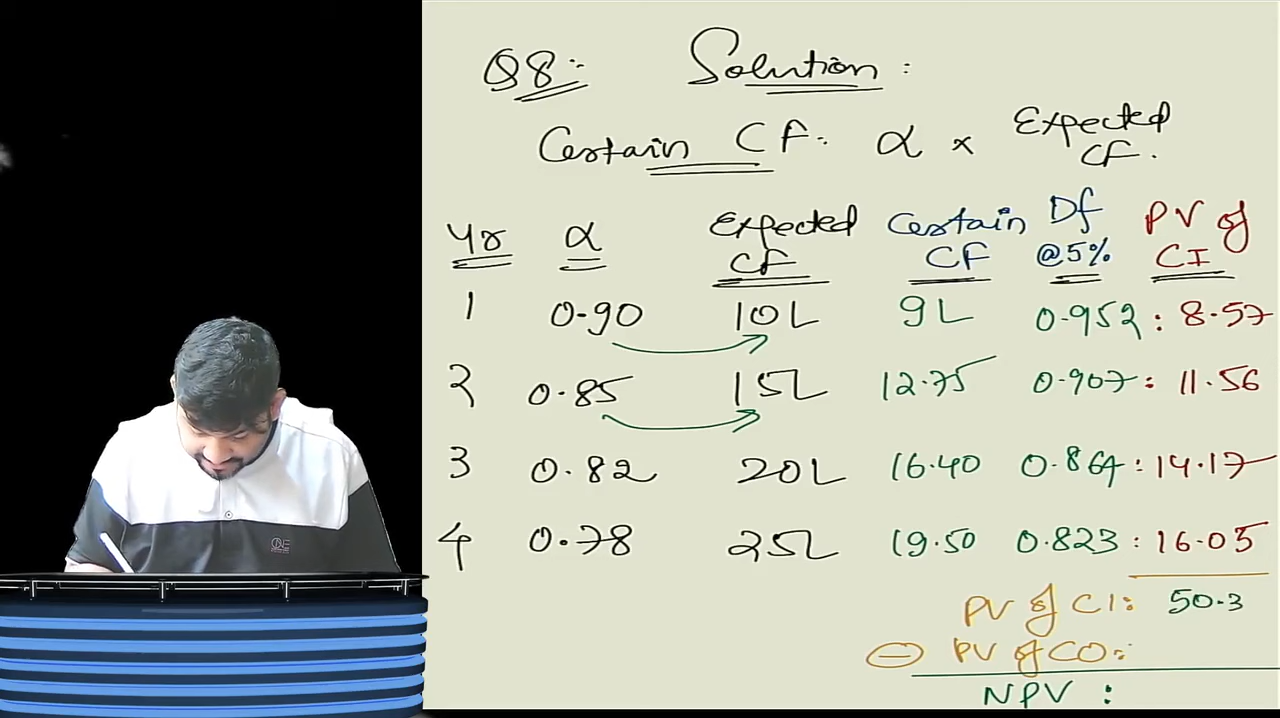 Q8:- Solution :
Certain CF:- α × Expected CF.
Yr α Expected CF Certain CF Df @5% PV of CI
1 0.90 10L 9L 0.952 : 8.57
2 0.85 15L 12.75 0.907 : 11.56
3 0.82 20L 16.40 0.864 : 14.17
4 0.78 25L 19.50 0.823 : 16.05
PV of CI: 50.3
(-) PV of CO:-
NPV :